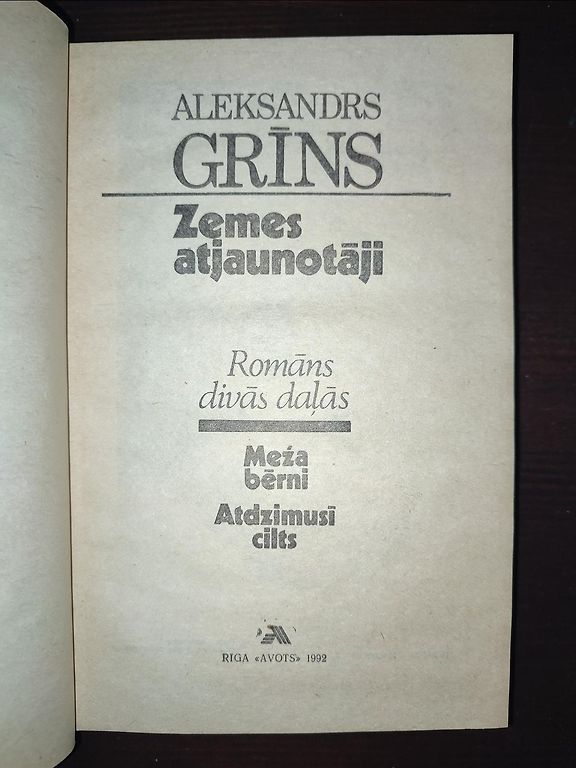 ALEKSANDRS
GRĪNS
Zemes
atjaunotāji
Romāns
divās daļās
Meža
bērni
Atdzimusī
cilts
RIGA «AVOTS» 1992